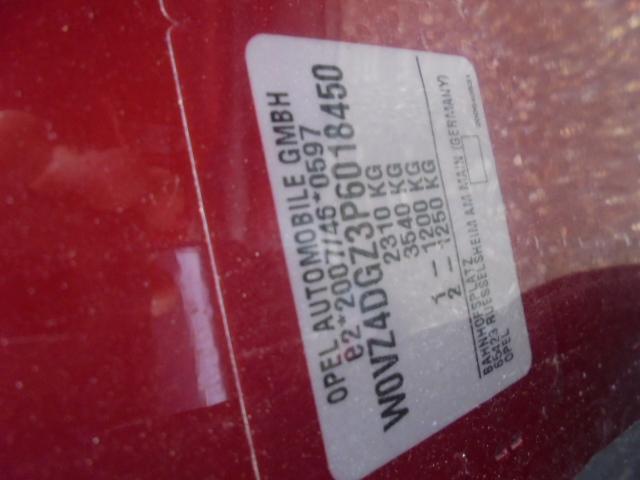 OPEL AUTOMOBILE GMBH
e2*2007/46*0597
W0VZ4DGZ3P6018450
2310 KG
3540 KG
1 – 1200 KG
2 – 1250 KG
BAHNHOFSPLATZ
65423 RUESSELSHEIM AM MAIN (GERMANY)
OPEL